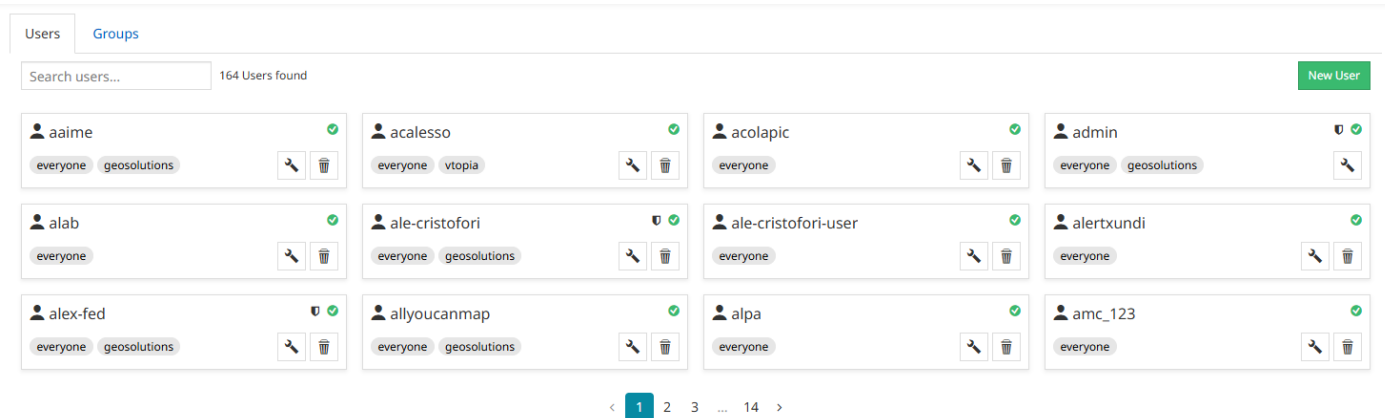 Users Groups
Search users... 164 Users found New User
aaime acalesso acolapic admin
everyone geosolutions everyone vtopia everyone everyone geosolutions
alab ale-cristofori ale-cristofori-user alertxundi
everyone everyone geosolutions everyone everyone
alex-fed allyoucanmap alpa amc_123
everyone geosolutions everyone geosolutions everyone everyone
‹ 1 2 3 ... 14 ›